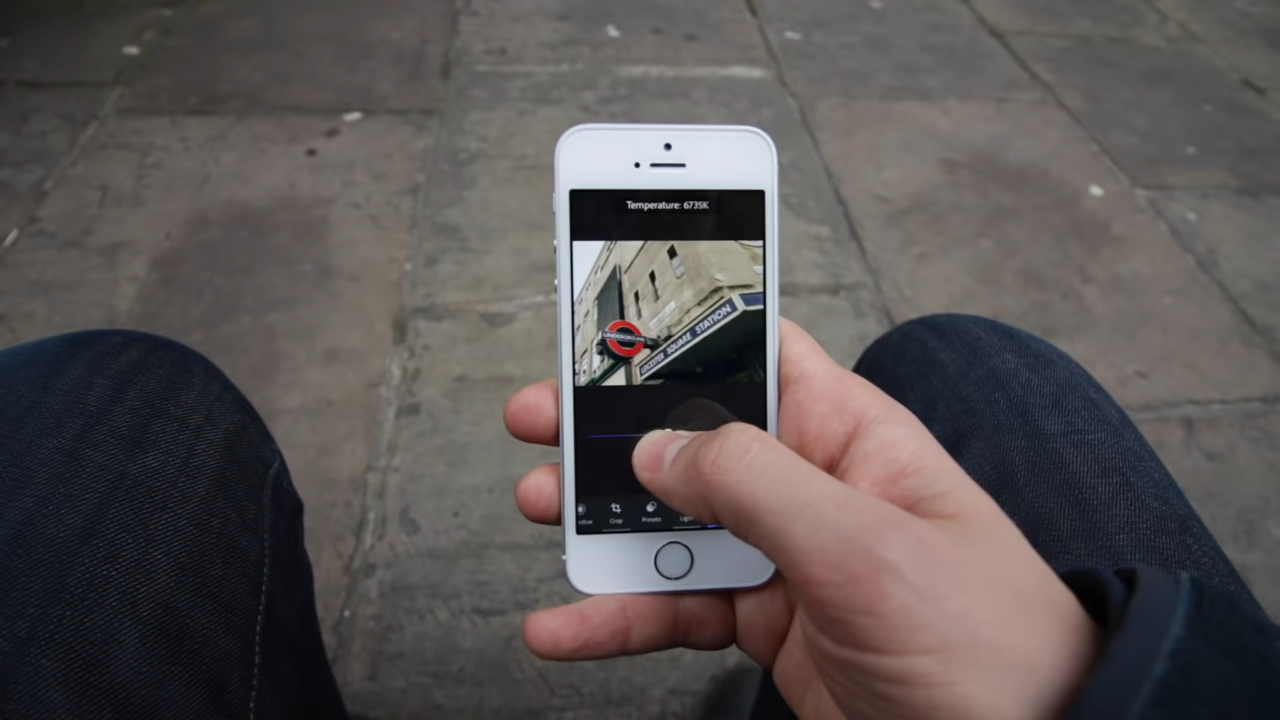 Temperature: 6735K
UNDERGROUND
LEICESTER SQUARE STATION
Crop
Presets